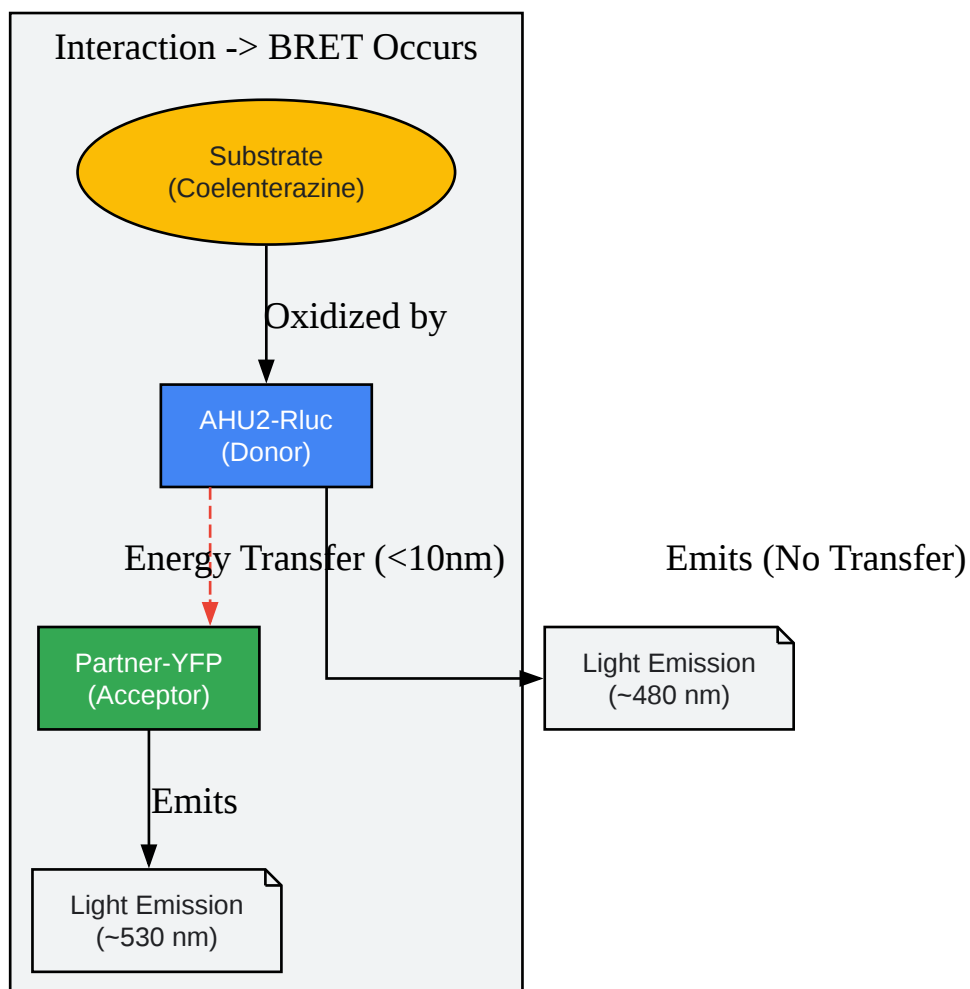 Interaction -> BRET Occurs
Substrate
(Coelenterazine)
Oxidized by
AHU2-Rluc
(Donor)
Energy Transfer (<10nm)
Emits (No Transfer)
Partner-YFP
(Acceptor)
Light Emission
(~480 nm)
Emits
Light Emission
(~530 nm)